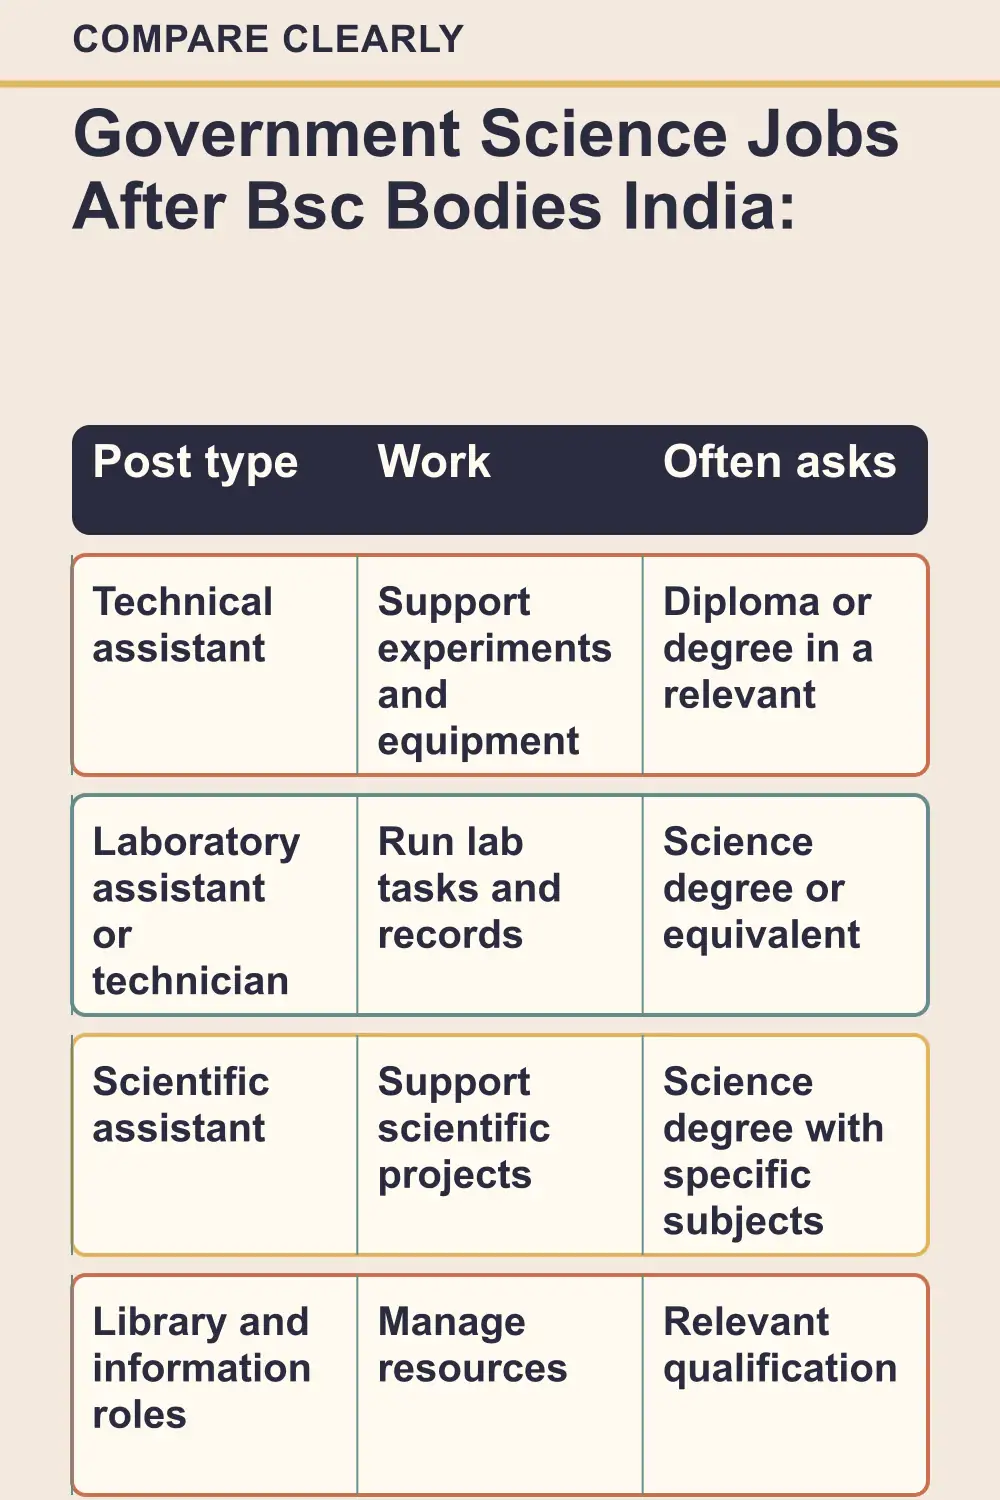 COMPARE CLEARLY
Government Science Jobs
After Bsc Bodies India:
Post type
Work
Often asks
Technical
assistant
Support
experiments
and
equipment
Diploma or
degree in a
relevant
Laboratory
assistant
or
technician
Run lab
tasks and
records
Science
degree or
equivalent
Scientific
assistant
Support
scientific
projects
Science
degree with
specific
subjects
Library and
information
roles
Manage
resources
Relevant
qualification